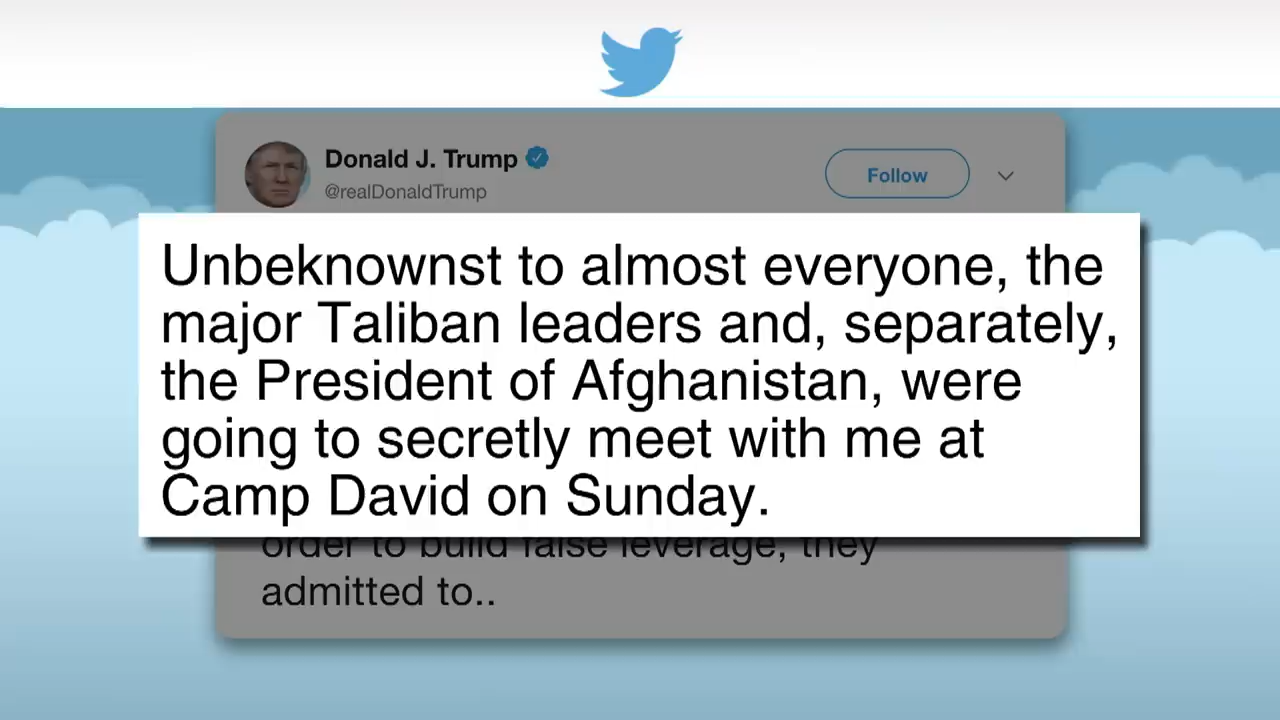 Donald J. Trump
@realDonaldTrump
Follow
Unbeknownst to almost everyone, the
major Taliban leaders and, separately,
the President of Afghanistan, were
going to secretly meet with me at
Camp David on Sunday.
order to build false leverage, they
admitted to..